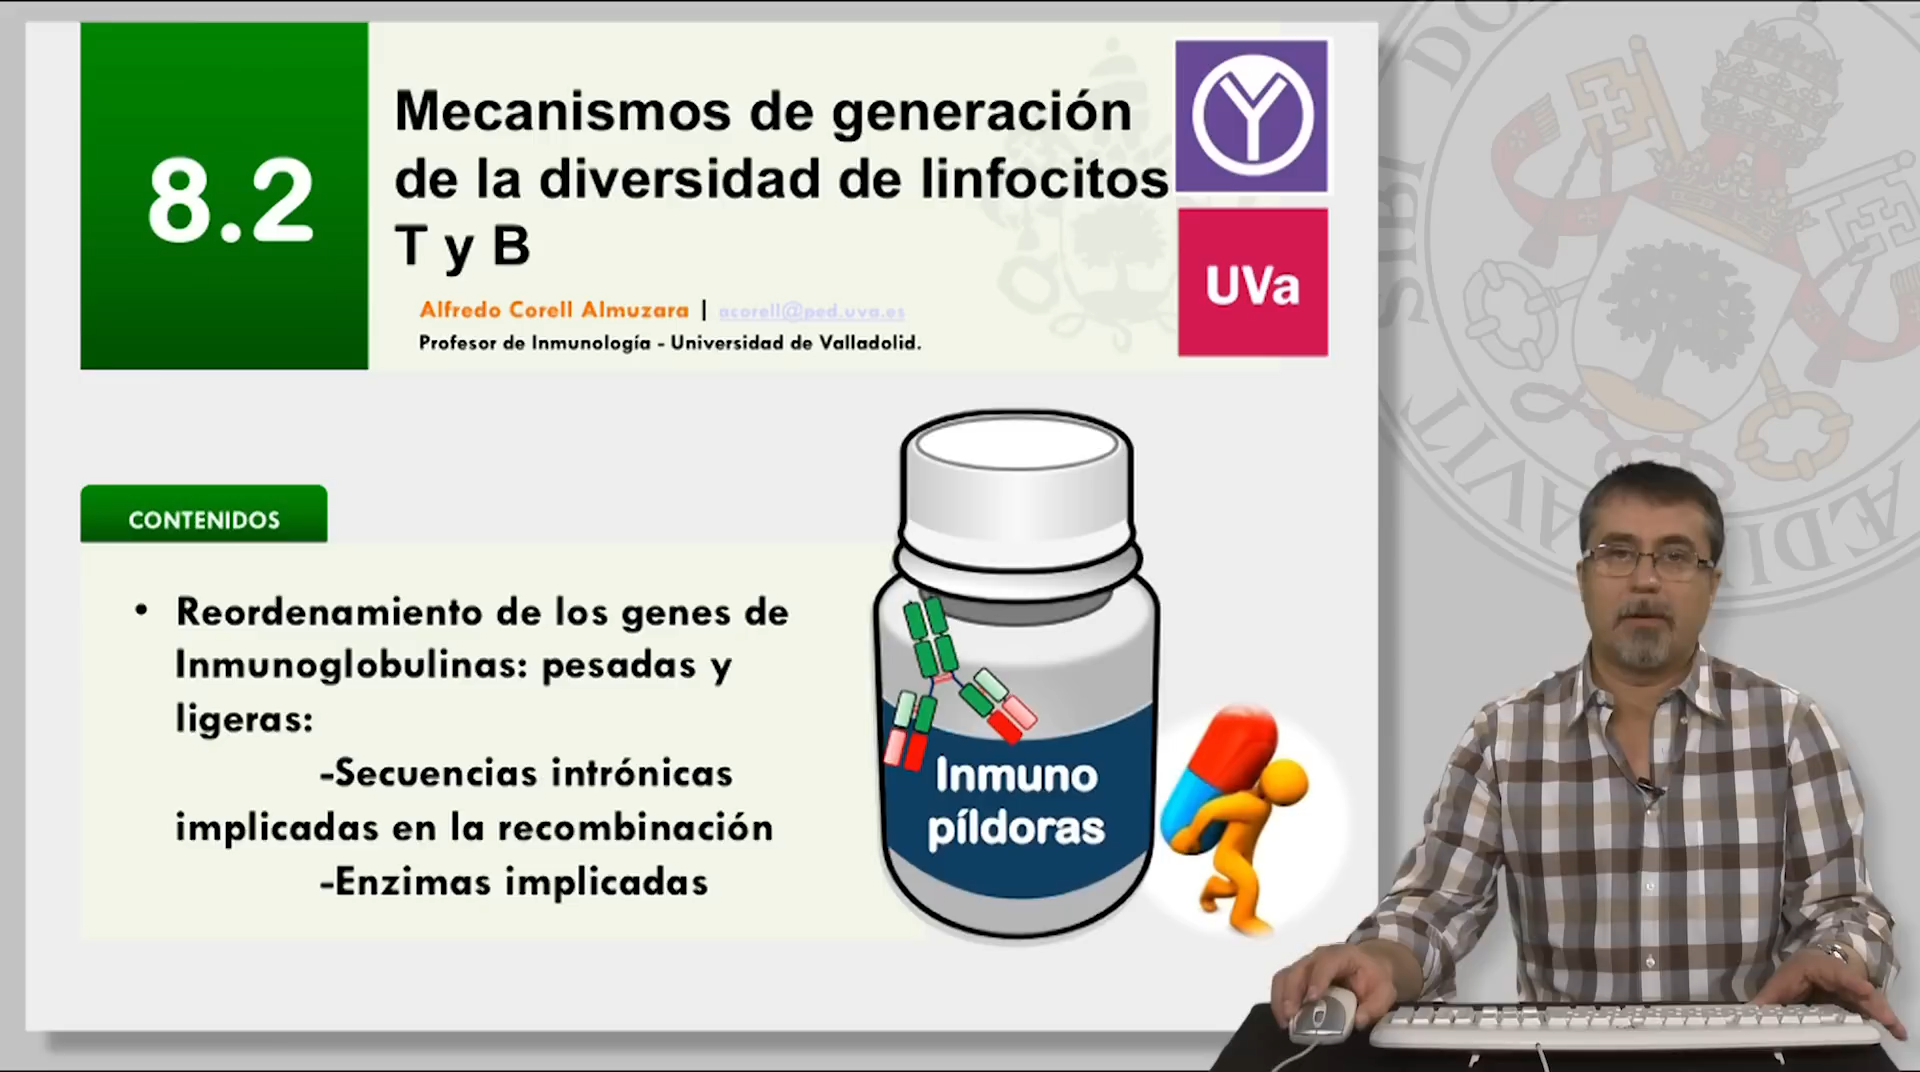 8.2
Mecanismos de generación
de la diversidad de linfocitos
T y B
Alfredo Corell Almuzara | acorell@ped.uva.es
Profesor de Inmunología - Universidad de Valladolid.
Y
UVa
CONTENIDOS
• Reordenamiento de los genes de
Inmunoglobulinas: pesadas y
ligeras:
-Secuencias intrónicas
implicadas en la recombinación
-Enzimas implicadas
Inmuno
píldoras